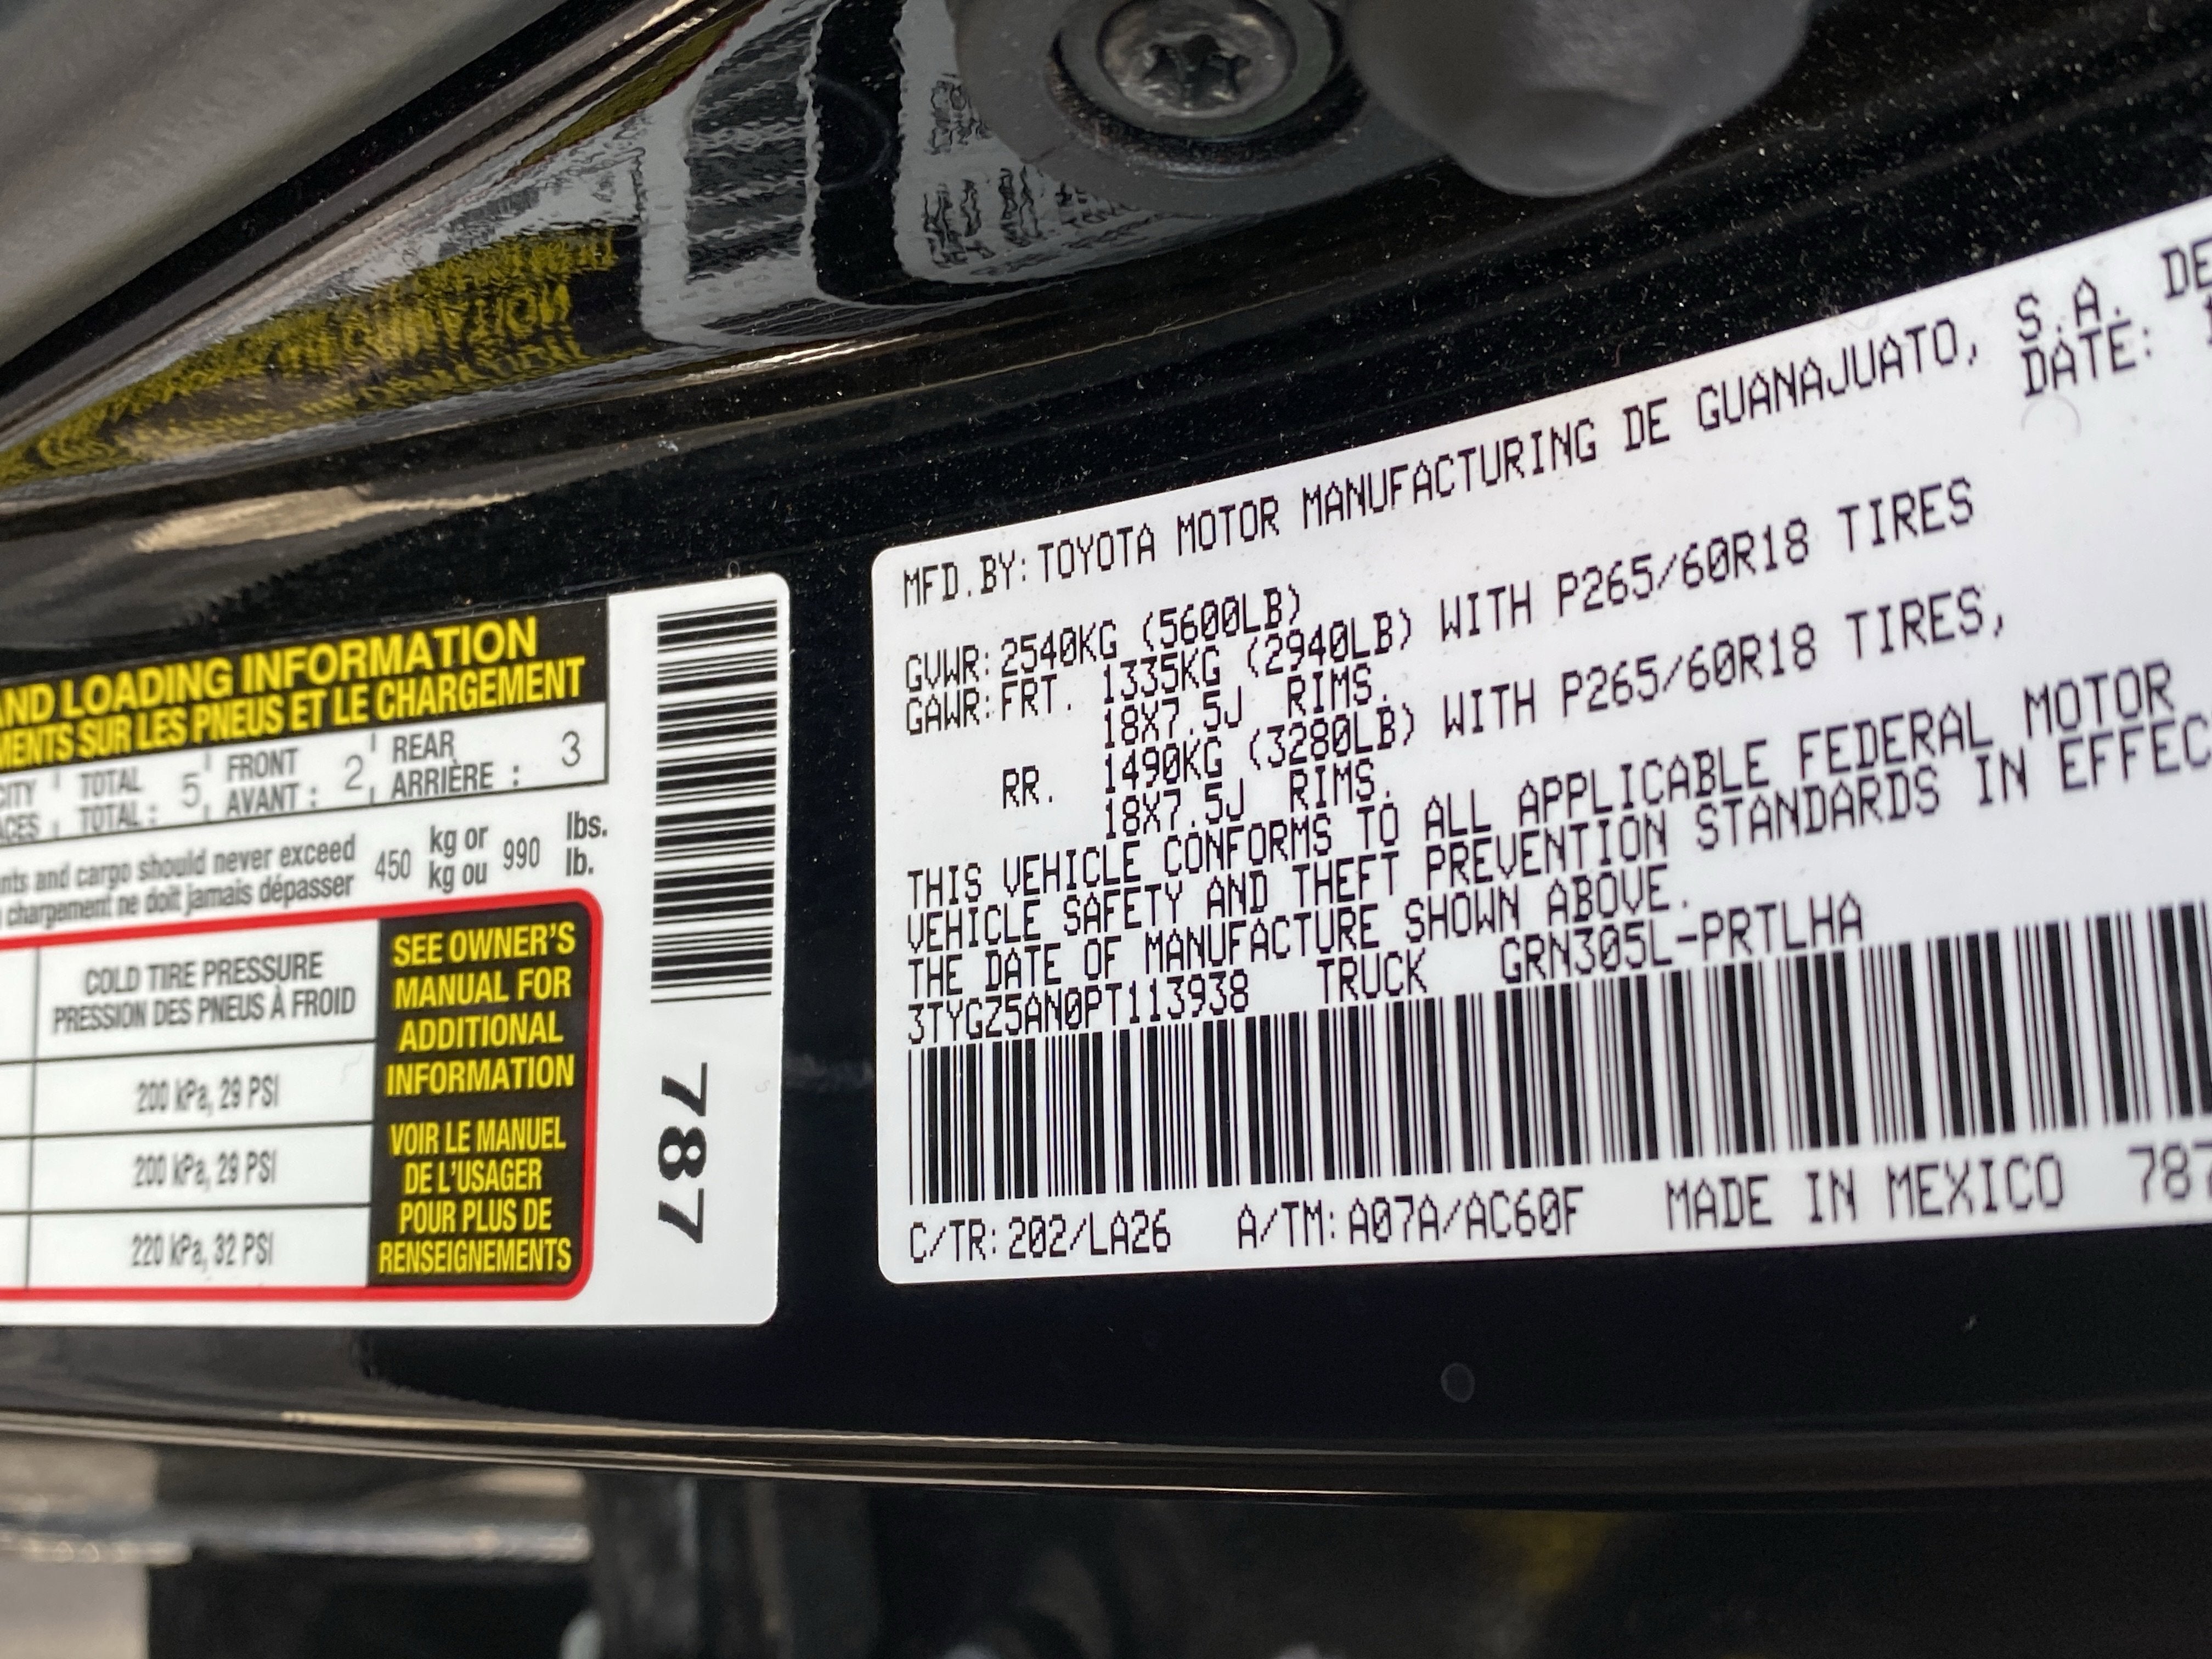 AND LOADING INFORMATION
MENTS SUR LES PNEUS ET LE CHARGEMENT
TOTAL 5 FRONT 2 REAR 3
TOTAL : AVANT : ARRIÈRE :
and cargo should never exceed 450 kg or 990 lbs.
chargement ne doit jamais dépasser kg ou lb.
COLD TIRE PRESSURE
PRESSION DES PNEUS À FROID
200 kPa, 29 PSI
200 kPa, 29 PSI
220 kPa, 32 PSI
SEE OWNER'S
MANUAL FOR
ADDITIONAL
INFORMATION
VOIR LE MANUEL
DE L'USAGER
POUR PLUS DE
RENSEIGNEMENTS
787
MFD.BY:TOYOTA MOTOR MANUFACTURING DE GUANAJUATO, S.A. DE
DATE:
GVWR:2540KG (5600LB)
GAWR:FRT. 1335KG (2940LB) WITH P265/60R18 TIRES
18X7.5J RIMS.
RR. 1490KG (3280LB) WITH P265/60R18 TIRES,
18X7.5J RIMS.
THIS VEHICLE CONFORMS TO ALL APPLICABLE FEDERAL MOTOR
VEHICLE SAFETY AND THEFT PREVENTION STANDARDS IN EFFEC
THE DATE OF MANUFACTURE SHOWN ABOVE.
3TYGZ5AN0PT113938 TRUCK GRN305L-PRTLHA
C/TR:202/LA26 A/TM:A07A/AC60F MADE IN MEXICO 787